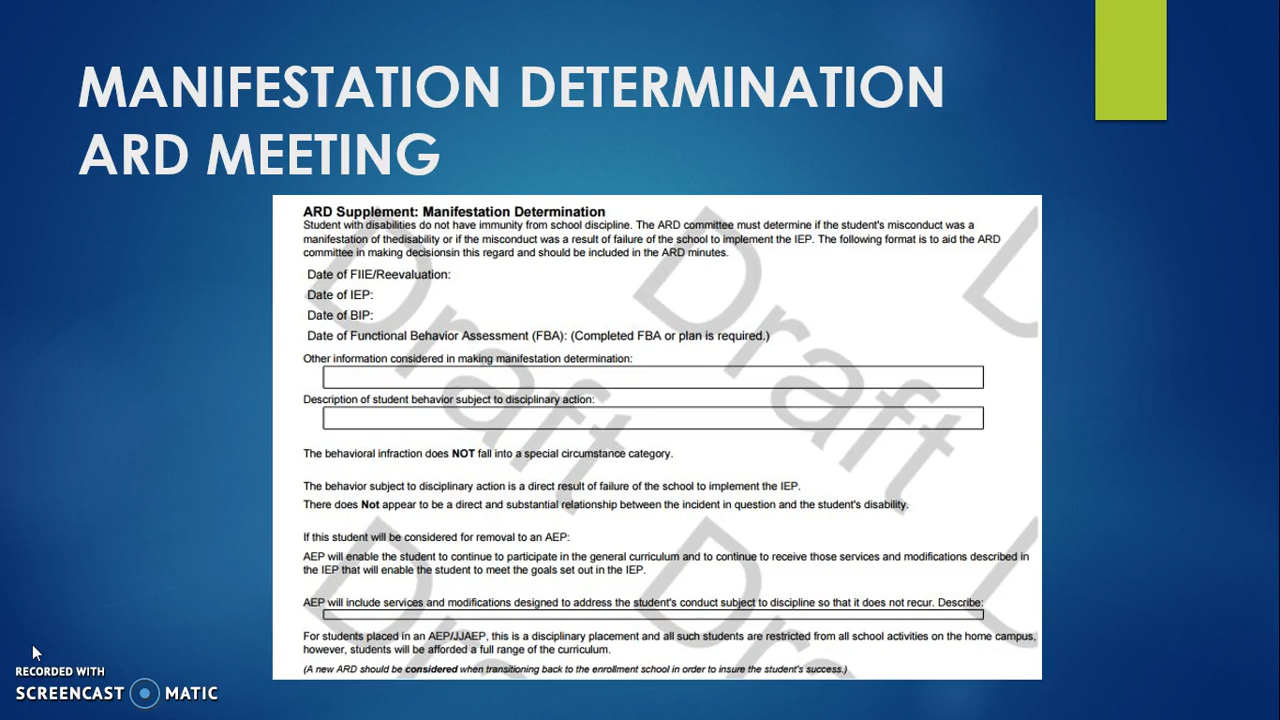 MANIFESTATION DETERMINATION
ARD MEETING
ARD Supplement: Manifestation Determination
Student with disabilities do not have immunity from school discipline. The ARD committee must determine if the student's misconduct was a
manifestation of thedisability or if the misconduct was a result of failure of the school to implement the IEP. The following format is to aid the ARD
committee in making decisionsin this regard and should be included in the ARD minutes.
Date of FIIE/Reevaluation:
Date of IEP:
Date of BIP:
Date of Functional Behavior Assessment (FBA): (Completed FBA or plan is required.)
Other information considered in making manifestation determination:
Description of student behavior subject to disciplinary action:
The behavioral infraction does NOT fall into a special circumstance category.
The behavior subject to disciplinary action is a direct result of failure of the school to implement the IEP.
There does Not appear to be a direct and substantial relationship between the incident in question and the student's disability.
If this student will be considered for removal to an AEP:
AEP will enable the student to continue to participate in the general curriculum and to continue to receive those services and modifications described in
the IEP that will enable the student to meet the goals set out in the IEP.
AEP will include services and modifications designed to address the student's conduct subject to discipline so that it does not recur. Describe:
For students placed in an AEP/JJAEP, this is a disciplinary placement and all such students are restricted from all school activities on the home campus,
however, students will be afforded a full range of the curriculum.
(A new ARD should be considered when transitioning back to the enrollment school in order to insure the student's success.)
Draft
Draft
RECORDED WITH
SCREENCAST MATIC